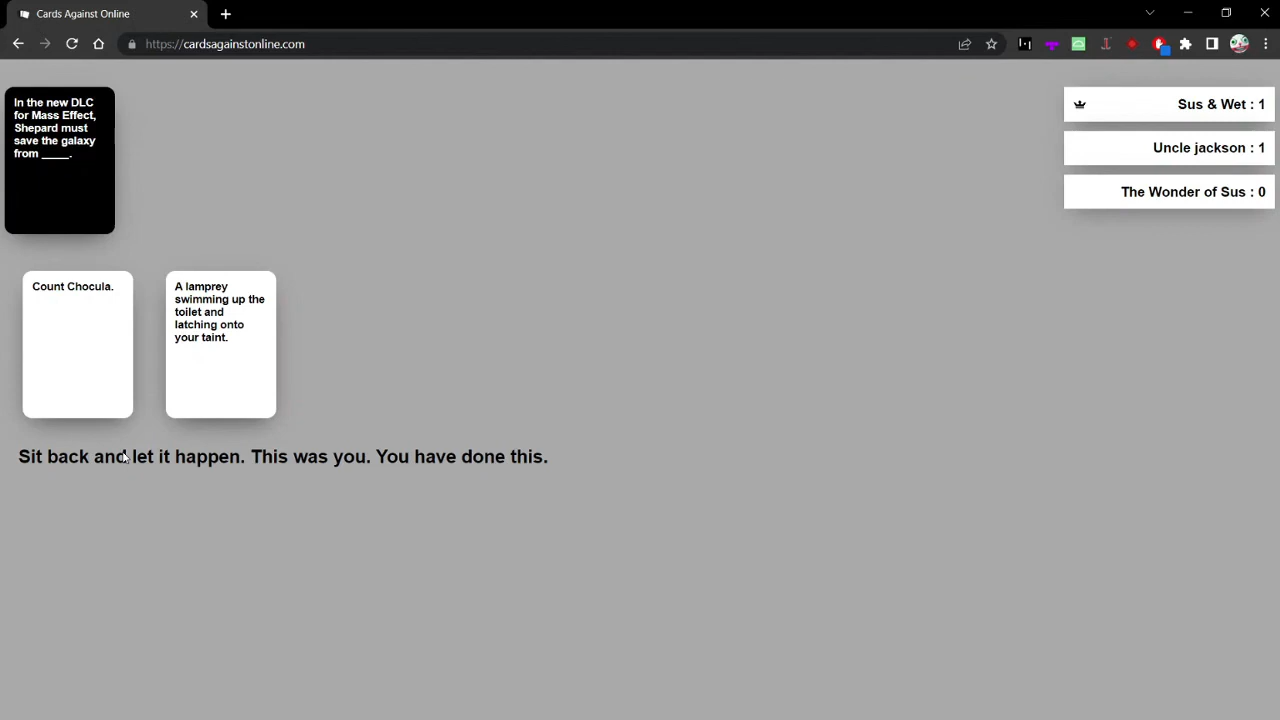 Cards Against Online
https://cardsagainstonline.com
In the new DLC
for Mass Effect,
Shepard must
save the galaxy
from ____.
Sus & Wet : 1
Uncle jackson : 1
The Wonder of Sus : 0
Count Chocula.
A lamprey
swimming up the
toilet and
latching onto
your taint.
Sit back and let it happen. This was you. You have done this.